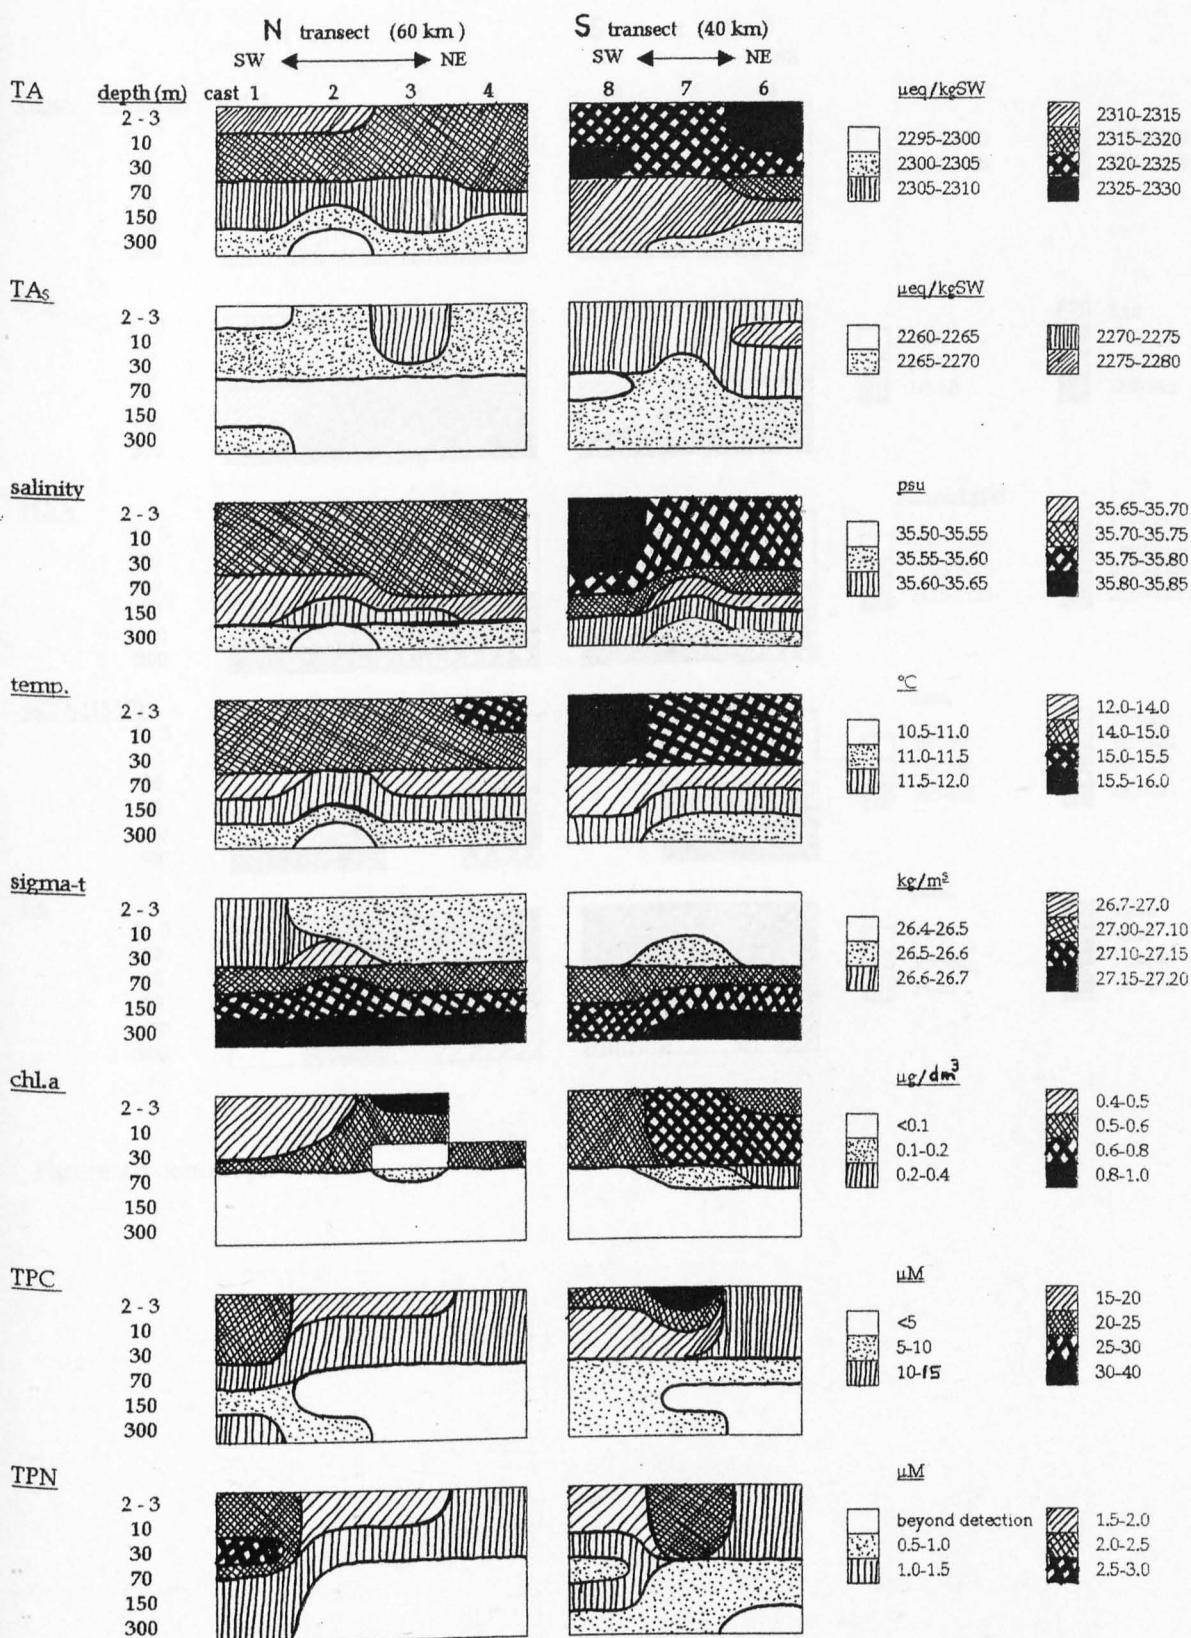 N transect (60 km) S transect (40 km)
SW NE SW NE
TA depth (m) cast 1 2 3 4 8 7 6 µeq/kgSW
2 - 3 2310-2315
10 2295-2300 2315-2320
30 2300-2305 2320-2325
70 2305-2310 2325-2330
150
300
TAs µeq/kgSW
2 - 3
10 2260-2265 2270-2275
30 2265-2270 2275-2280
70
150
300
salinity psu
2 - 3 35.65-35.70
10 35.50-35.55 35.70-35.75
30 35.55-35.60 35.75-35.80
70 35.60-35.65 35.80-35.85
150
300
temp. °C
2 - 3 12.0-14.0
10 10.5-11.0 14.0-15.0
30 11.0-11.5 15.0-15.5
70 11.5-12.0 15.5-16.0
150
300
sigma-t kg/m³
2 - 3 26.7-27.0
10 26.4-26.5 27.00-27.10
30 26.5-26.6 27.10-27.15
70 26.6-26.7 27.15-27.20
150
300
chl.a µg/dm³
2 - 3 0.4-0.5
10 <0.1 0.5-0.6
30 0.1-0.2 0.6-0.8
70 0.2-0.4 0.8-1.0
150
300
TPC µM
2 - 3 15-20
10 <5 20-25
30 5-10 25-30
70 10-15 30-40
150
300
TPN µM
2 - 3
10 beyond detection 1.5-2.0
30 0.5-1.0 2.0-2.5
70 1.0-1.5 2.5-3.0
150
300